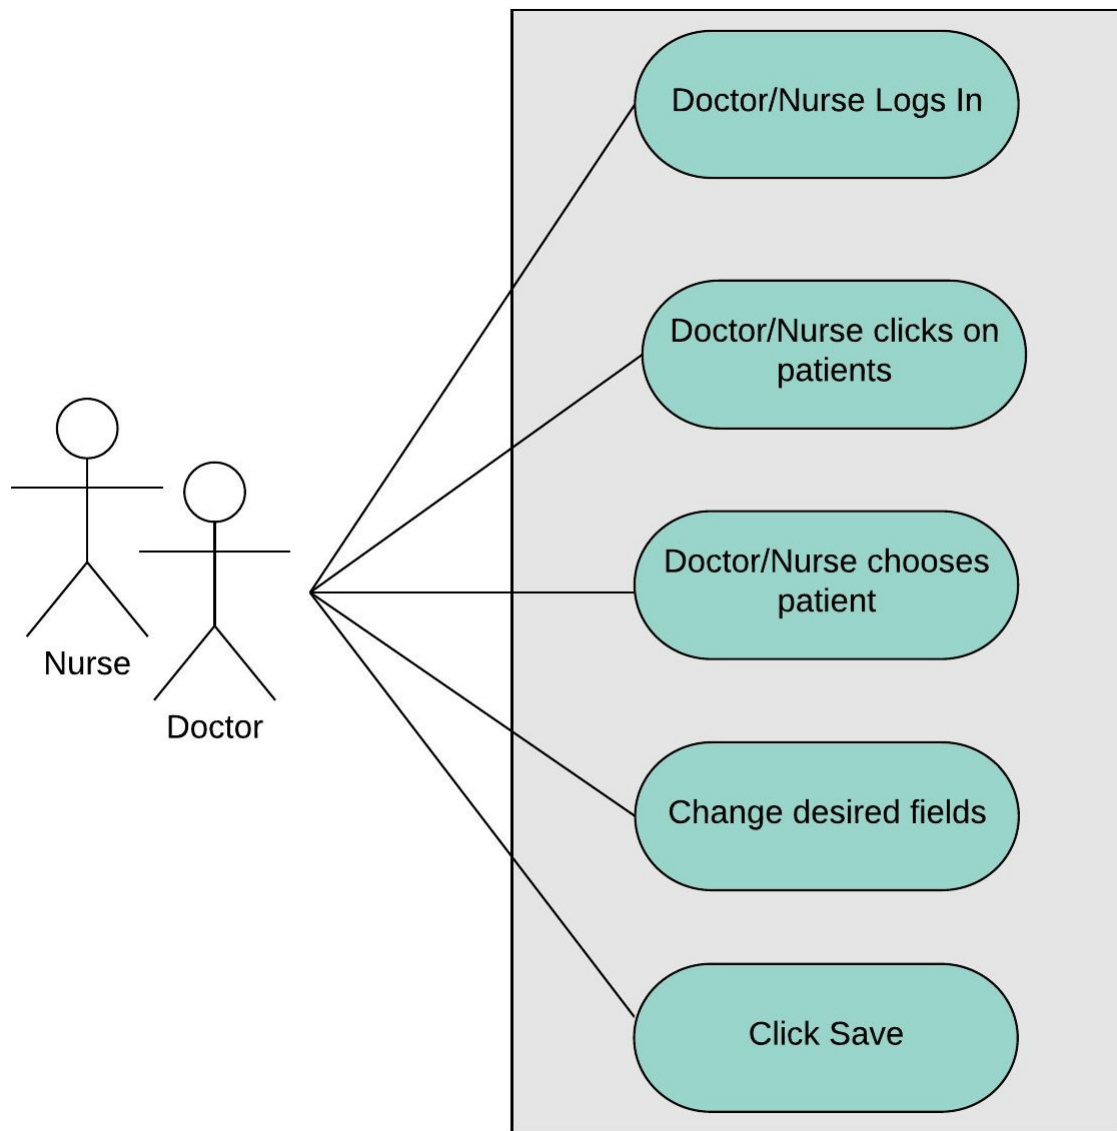 Doctor/Nurse Logs In
Doctor/Nurse clicks on
patients
Doctor/Nurse chooses
patient
Nurse
Doctor
Change desired fields
Click Save